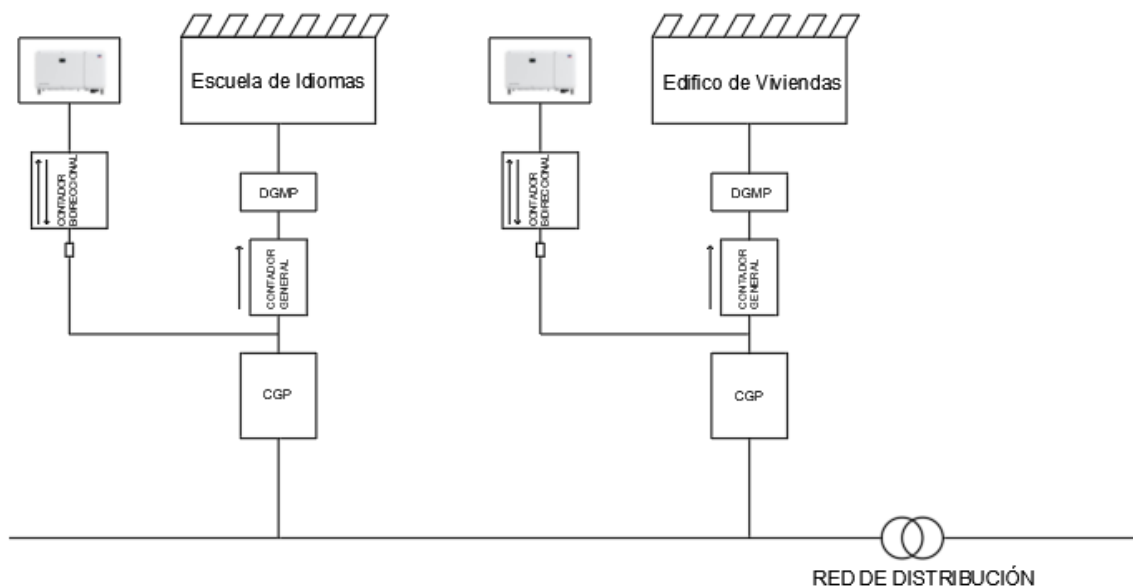 Escuela de Idiomas
Edifico de Viviendas
CONTADOR
BIDIRECCIONAL
DGMP
CONTADOR
BIDIRECCIONAL
DGMP
CONTADOR
GENERAL
CONTADOR
GENERAL
CGP
CGP
RED DE DISTRIBUCIÓN